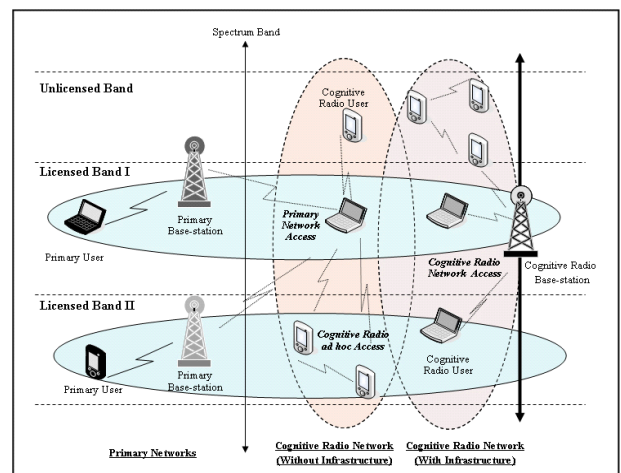 Spectrum Band
Unlicensed Band
Cognitive
Radio User
Licensed Band I
Primary
Base-station
Primary User
Primary
Network
Access
Cognitive Radio
Network Access
Cognitive Radio
Base-station
Licensed Band II
Primary
Base-station
Primary User
Cognitive Radio
ad hoc Access
Cognitive
Radio User
Primary Networks
Cognitive Radio Network
(Without Infrastructure)
Cognitive Radio Network
(With Infrastructure)